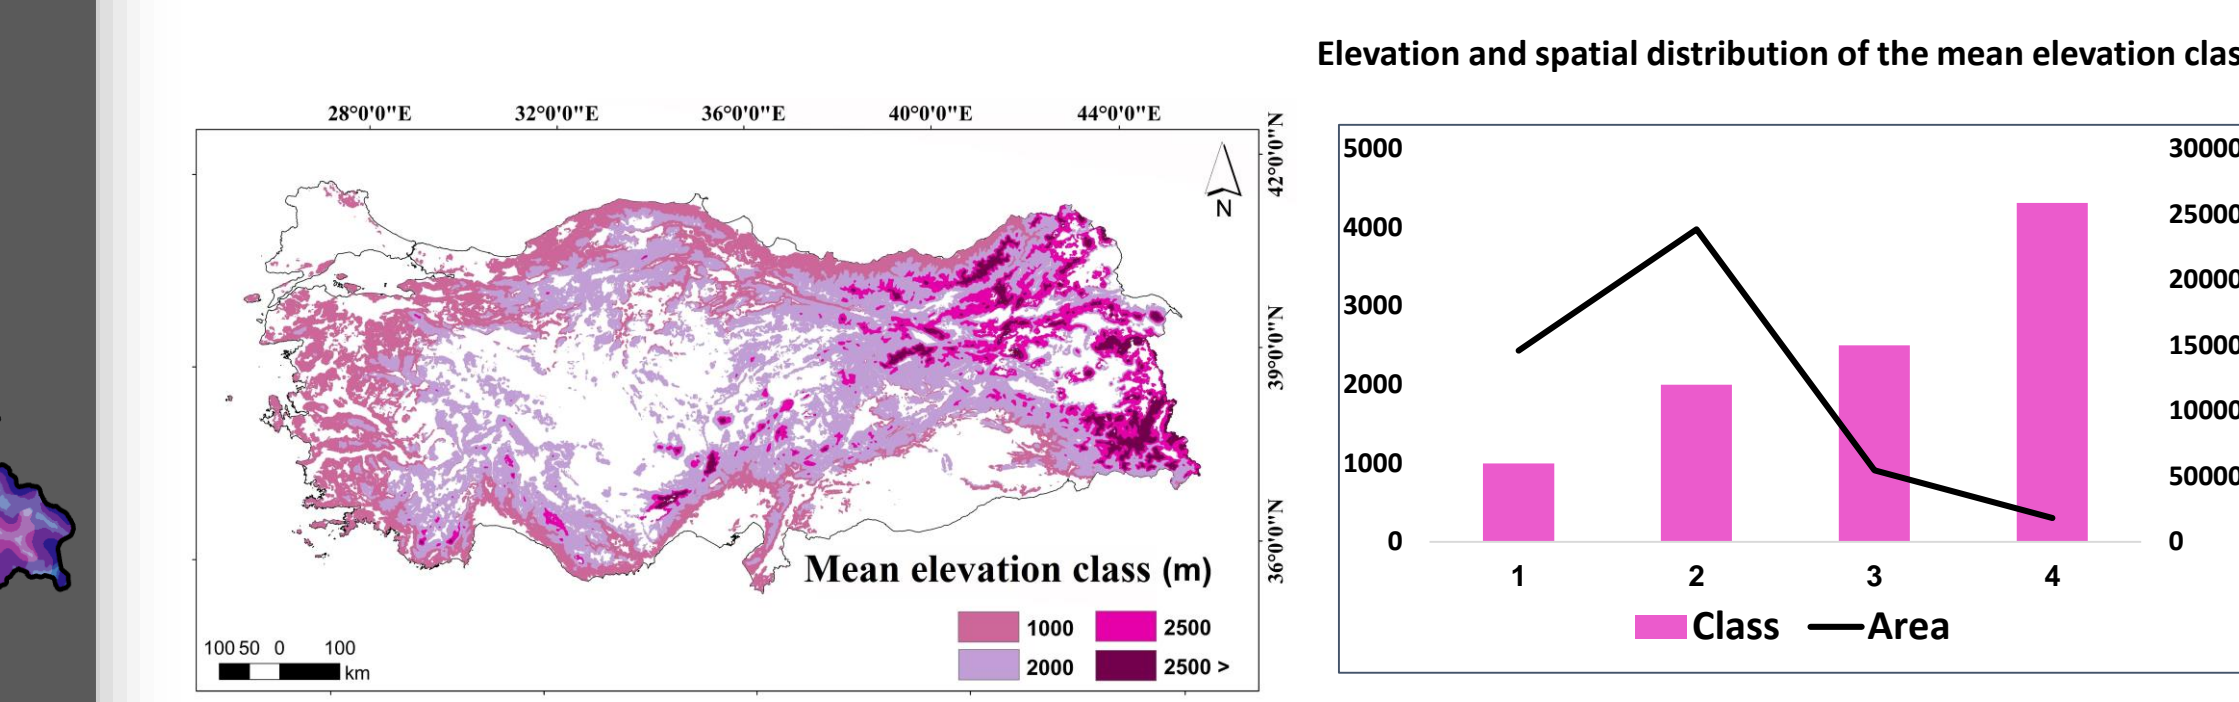 Elevation and spatial distribution of the mean elevation clas
28°0'0"E 32°0'0"E 36°0'0"E 40°0'0"E 44°0'0"E
42°0'0"N
39°0'0"N
36°0'0"N
N
Mean elevation class (m)
1000 2500
2000 2500 >
100 50 0 100
km
5000
4000
3000
2000
1000
0
30000
25000
20000
15000
10000
50000
0
1 2 3 4
Class Area